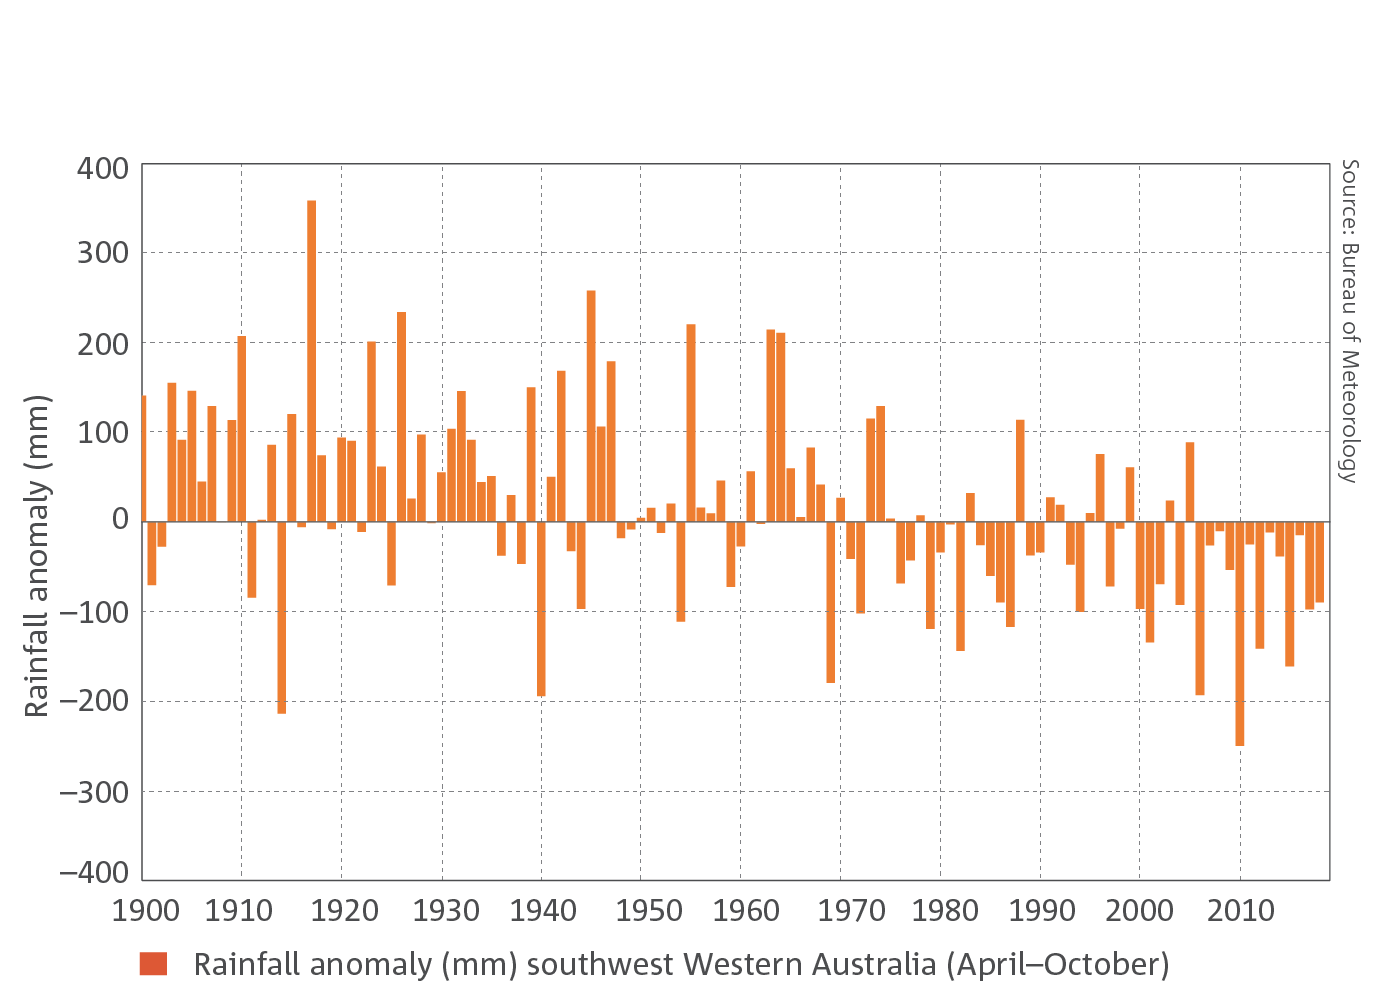 400
300
200
100
0
−100
−200
−300
−400
Rainfall anomaly (mm)
1900 1910 1920 1930 1940 1950 1960 1970 1980 1990 2000 2010
Rainfall anomaly (mm) southwest Western Australia (April–October)
Source: Bureau of Meteorology